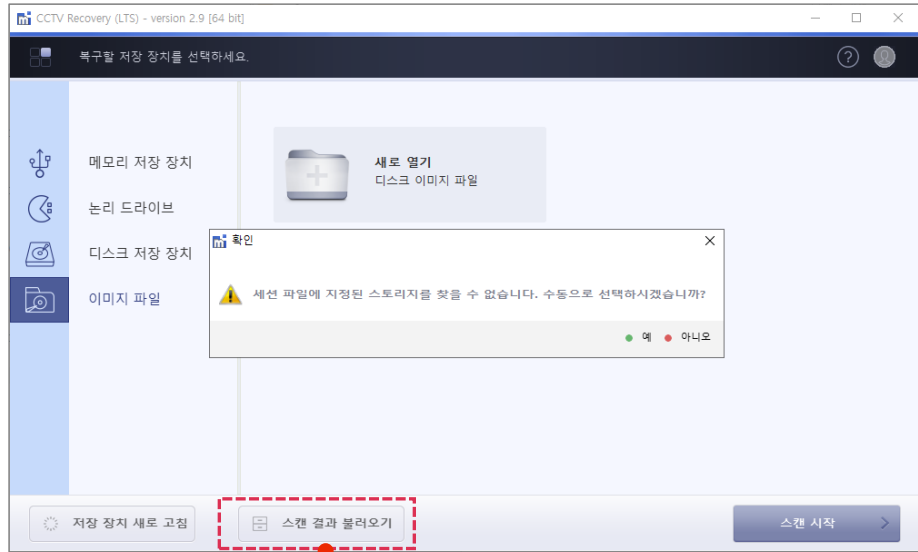 CCTV Recovery (LTS) - version 2.9 [64 bit]
복구할 저장 장치를 선택하세요.
메모리 저장 장치
논리 드라이브
디스크 저장 장치
이미지 파일
새로 열기
디스크 이미지 파일
확인
세션 파일에 지정된 스토리지를 찾을 수 없습니다. 수동으로 선택하시겠습니까?
예 아니오
저장 장치 새로 고침
스캔 결과 불러오기
스캔 시작